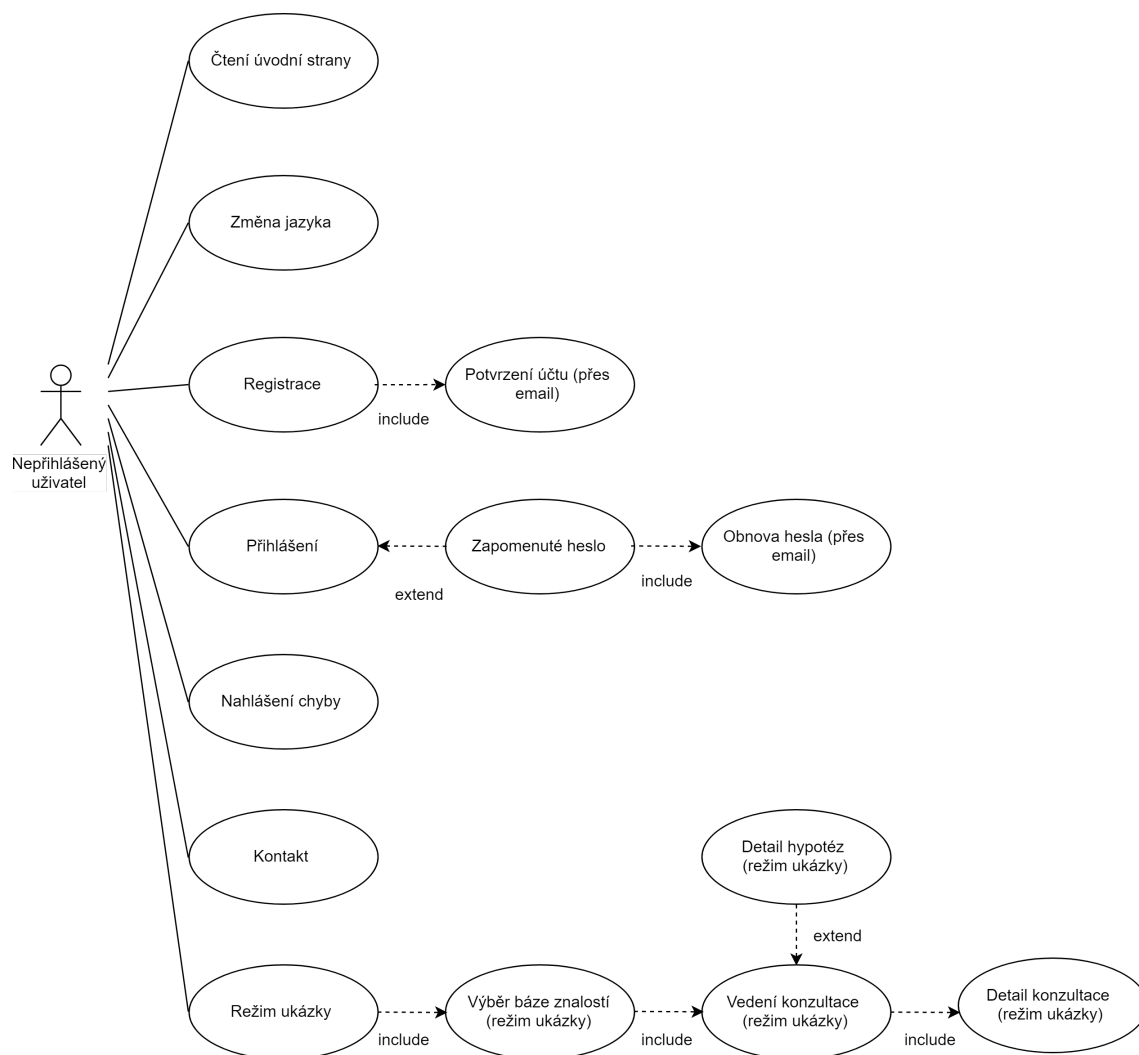 Čtení úvodní strany
Změna jazyka
Registrace
include
Potvrzení účtu (přes
email)
Nepřihlášený
uživatel
Přihlášení
extend
Zapomenuté heslo
include
Obnova hesla (přes
email)
Nahlášení chyby
Kontakt
Detail hypotéz
(režim ukázky)
extend
Režim ukázky
include
Výběr báze znalostí
(režim ukázky)
include
Vedení konzultace
(režim ukázky)
include
Detail konzultace
(režim ukázky)